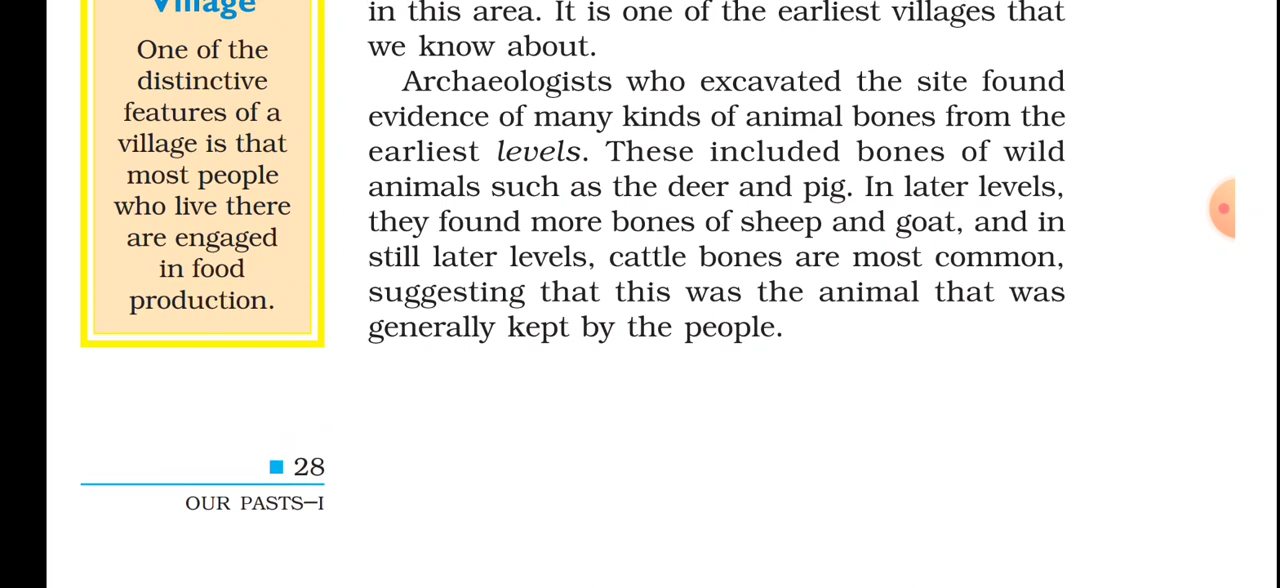 Village
One of the
distinctive
features of a
village is that
most people
who live there
are engaged
in food
production.
in this area. It is one of the earliest villages that
we know about.
Archaeologists who excavated the site found
evidence of many kinds of animal bones from the
earliest levels. These included bones of wild
animals such as the deer and pig. In later levels,
they found more bones of sheep and goat, and in
still later levels, cattle bones are most common,
suggesting that this was the animal that was
generally kept by the people.
28
OUR PASTS–I